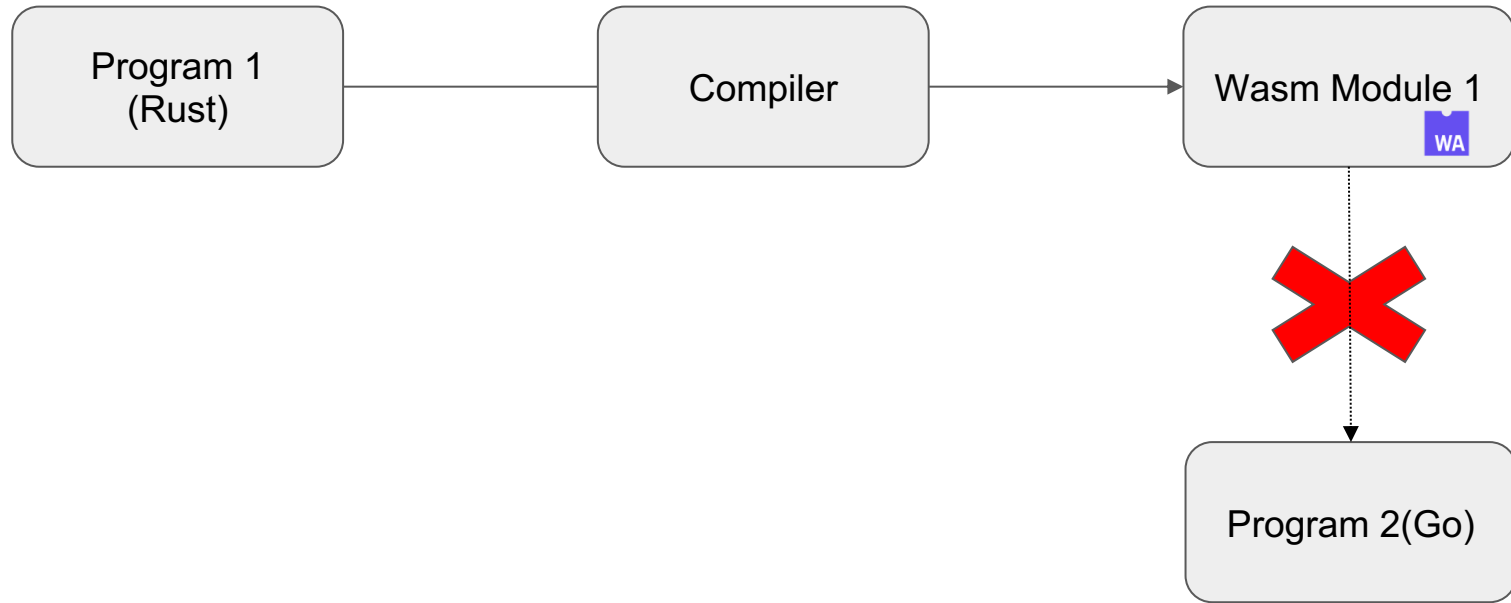 Program 1
(Rust)
Compiler
Wasm Module 1
WA
Program 2(Go)